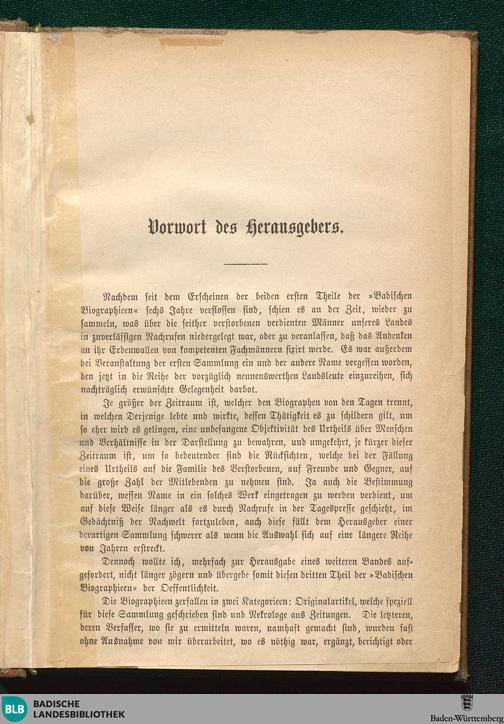 Vorwort des Herausgebers.
Nachdem seit dem Erscheinen der beiden ersten Theile der »Badischen
Biographieen« sechs Jahre verflossen sind, schien es an der Zeit, wieder zu
sammeln, was über die seither verstorbenen verdienten Männer unseres Landes
in zuverlässigen Nachrufen niedergelegt war, oder zu veranlassen, daß das Andenken
an ihr Erdenwallen von kompetenten Fachmännern fixirt werde. Es war außerdem
bei Veranstaltung der ersten Sammlung ein und der andere Name vergessen worden,
den jetzt in die Reihe der vorzüglich nennenswerthen Landsleute einzureihen, sich
nachträglich erwünschte Gelegenheit darbot.
Je größer der Zeitraum ist, welcher den Biographen von den Tagen trennt,
in welchen Derjenige lebte und wirkte, dessen Thätigkeit es zu schildern gilt, um
so eher wird es gelingen, eine unbefangene Objektivität des Urtheils über Menschen
und Verhältnisse in der Darstellung zu bewahren, und umgekehrt, je kürzer dieser
Zeitraum ist, um so bedeutender sind die Rücksichten, welche bei der Fällung
eines Urtheils auf die Familie des Verstorbenen, auf Freunde und Gegner, auf
die große Zahl der Mitlebenden zu nehmen sind. Ja auch die Bestimmung
darüber, wessen Name in ein solches Werk eingetragen zu werden verdient, um
auf diese Weise länger als es durch Nachrufe in der Tagespresse geschieht, im
Gedächtniß der Nachwelt fortzuleben, auch diese fällt dem Herausgeber einer
derartigen Sammlung schwerer als wenn die Auswahl sich auf eine längere Reihe
von Jahren erstreckt.
Dennoch wollte ich, mehrfach zur Herausgabe eines weiteren Bandes auf-
gefordert, nicht länger zögern und übergebe somit diesen dritten Theil der »Badischen
Biographieen« der Oeffentlichkeit.
Die Biographieen zerfallen in zwei Kategorieen: Originalartikel, welche speziell
für diese Sammlung geschrieben sind und Nekrologe aus Zeitungen. Die letzteren,
deren Verfasser, wo sie zu ermitteln waren, namhaft gemacht sind, wurden fast
ohne Ausnahme von mir überarbeitet, wo es nöthig war, ergänzt, berichtigt oder
BLB
BADISCHE
LANDESBIBLIOTHEK
Baden-Württemberg